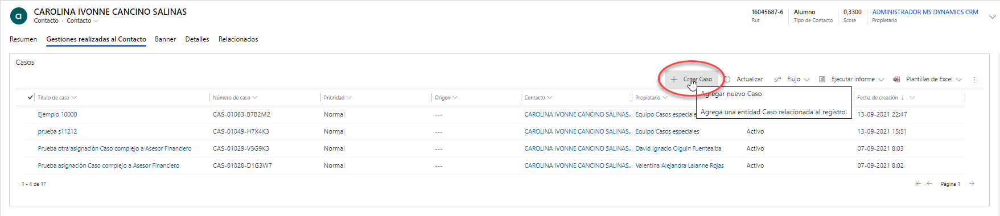 a
CAROLINA IVONNE CANCINO SALINAS
Contacto · Contacto
16045687-6
Rut
Alumno
Tipo de Contacto
0,3300
Score
ADMINISTRADOR MS DYNAMICS CRM
Propietario
Resumen Gestiones realizadas al Contacto Banner Detalles Relacionados
Casos
+ Crear Caso Actualizar Flujo Ejecutar informe Plantillas de Excel
Agregar nuevo Caso
Agrega una entidad Caso relacionada al registro.
Título de caso Número de caso Prioridad Origen Contacto Propietario Fecha de creación ↓
Ejemplo 10000 CAS-01063-B7B2M2 Normal --- CAROLINA IVONNE CANCINO SALINAS... Equipo Casos especiale 13-09-2021 22:47
prueba s11212 CAS-01049-H7X4K3 Normal --- CAROLINA IVONNE CANCINO SALINAS... Equipo Casos especiales Activo 13-09-2021 15:51
Prueba otra asignación Caso complejo a Asesor Financiero CAS-01029-V5G9K3 Normal --- CAROLINA IVONNE CANCINO SALINAS... David Ignacio Olguin Fuentealba Activo 07-09-2021 8:03
Prueba asignación Caso complejo a Asesor Financiero CAS-01028-D1G3W7 Normal --- CAROLINA IVONNE CANCINO SALINAS... Valentina Alejandra Lalanne Rojas Activo 07-09-2021 8:02
1 - 4 de 17
Página 1